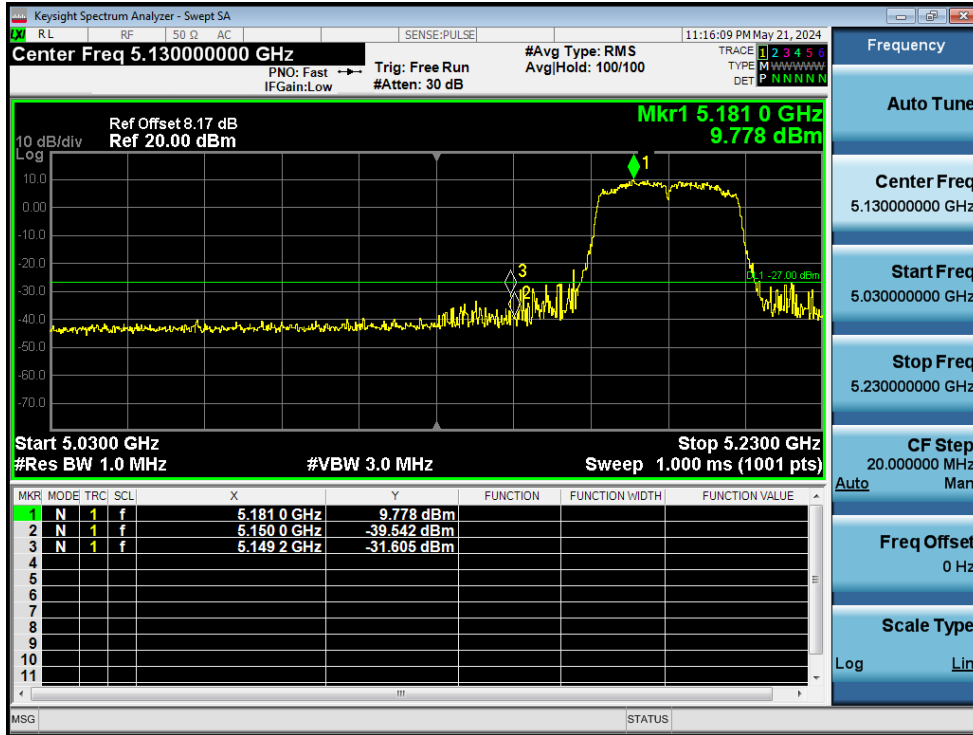 Keysight Spectrum Analyzer - Swept SA
LXI RL RF 50 Ω AC SENSE:PULSE 11:16:09 PM May 21, 2024
Center Freq 5.130000000 GHz
PNO: Fast
IFGain:Low
Trig: Free Run
#Atten: 30 dB
#Avg Type: RMS
Avg|Hold: 100/100
TRACE 1 2 3 4 5 6
TYPE M WWWWW
DET P N N N N N
Frequency
Auto Tune
Center Freq
5.130000000 GHz
Start Freq
5.030000000 GHz
Stop Freq
5.230000000 GHz
CF Step
20.000000 MHz
Auto Man
Freq Offset
0 Hz
Scale Type
Log Lin
Mkr1 5.181 0 GHz
9.778 dBm
Ref Offset 8.17 dB
10 dB/div Ref 20.00 dBm
Log
10.0
0.00
-10.0
-20.0
-30.0
-40.0
-50.0
-60.0
-70.0
1
3
2
DL1 -27.00 dBm
Start 5.0300 GHz Stop 5.2300 GHz
#Res BW 1.0 MHz #VBW 3.0 MHz Sweep 1.000 ms (1001 pts)
MKR MODE TRC SCL X Y FUNCTION FUNCTION WIDTH FUNCTION VALUE
1 N 1 f 5.181 0 GHz 9.778 dBm
2 N 1 f 5.150 0 GHz -39.542 dBm
3 N 1 f 5.149 2 GHz -31.605 dBm
4
5
6
7
8
9
10
11
MSG STATUS